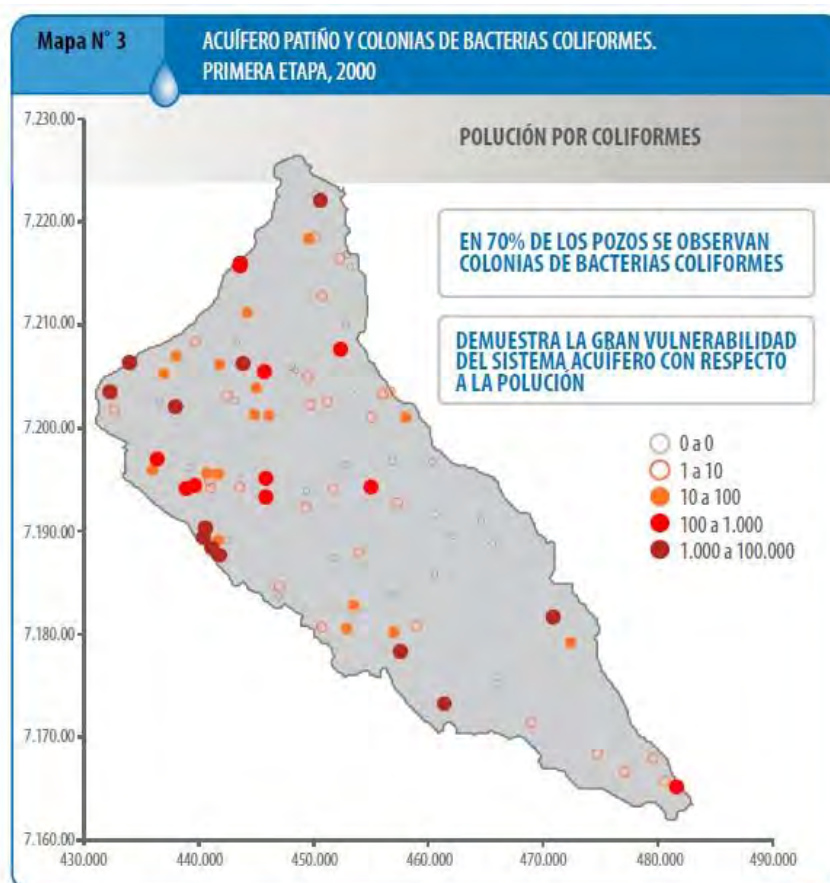 Mapa N° 3
ACUÍFERO PATIÑO Y COLONIAS DE BACTERIAS COLIFORMES.
PRIMERA ETAPA, 2000
POLUCIÓN POR COLIFORMES
EN 70% DE LOS POZOS SE OBSERVAN
COLONIAS DE BACTERIAS COLIFORMES
DEMUESTRA LA GRAN VULNERABILIDAD
DEL SISTEMA ACUÍFERO CON RESPECTO
A LA POLUCIÓN
0 a 0
1 a 10
10 a 100
100 a 1.000
1.000 a 100.000
7.230.00
7.220.00
7.210.00
7.200.00
7.190.00
7.180.00
7.170.00
7.160.00
430.000 440.000 450.000 460.000 470.000 480.000 490.000